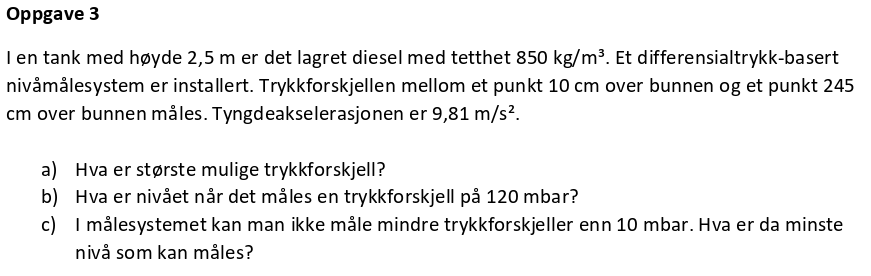 Oppgave 3
I en tank med høyde 2,5 m er det lagret diesel med tetthet 850 kg/m³. Et differensialtrykk-basert
nivåmålesystem er installert. Trykkforskjellen mellom et punkt 10 cm over bunnen og et punkt 245
cm over bunnen måles. Tyngdeakselerasjonen er 9,81 m/s².
a) Hva er største mulige trykkforskjell?
b) Hva er nivået når det måles en trykkforskjell på 120 mbar?
c) I målesystemet kan man ikke måle mindre trykkforskjeller enn 10 mbar. Hva er da minste
nivå som kan måles?